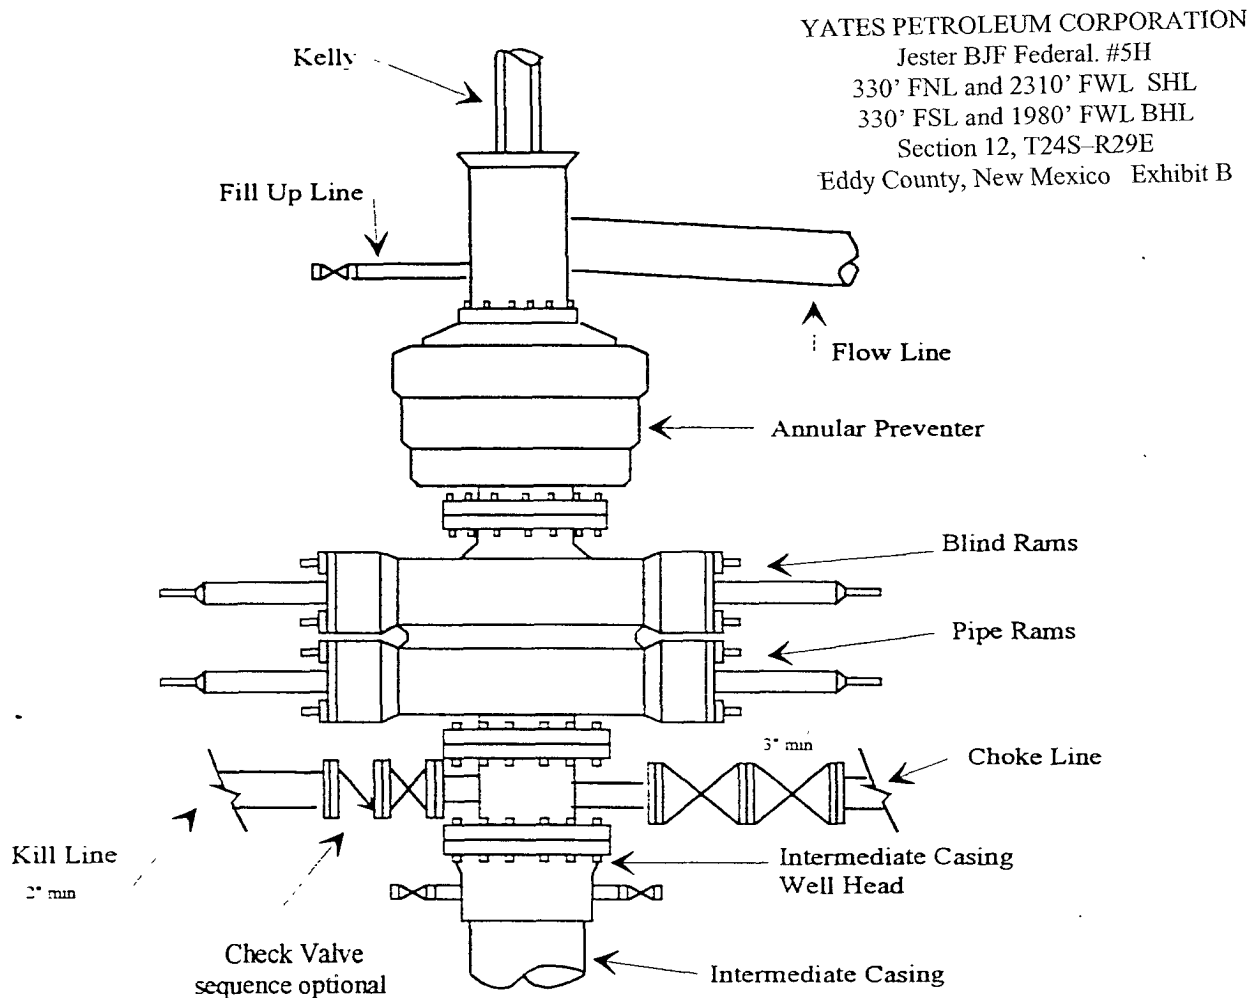 YATES PETROLEUM CORPORATION
Jester BJF Federal. #5H
330' FNL and 2310' FWL SHL
330' FSL and 1980' FWL BHL
Section 12, T24S–R29E
Eddy County, New Mexico Exhibit B
Kelly
Fill Up Line
Flow Line
Annular Preventer
Blind Rams
Pipe Rams
3" min
Choke Line
Kill Line
2" min
Intermediate Casing
Well Head
Check Valve
sequence optional
Intermediate Casing